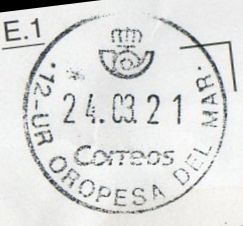 E.1
24.03.21
Correos
12-UR OROPESA DEL MAR